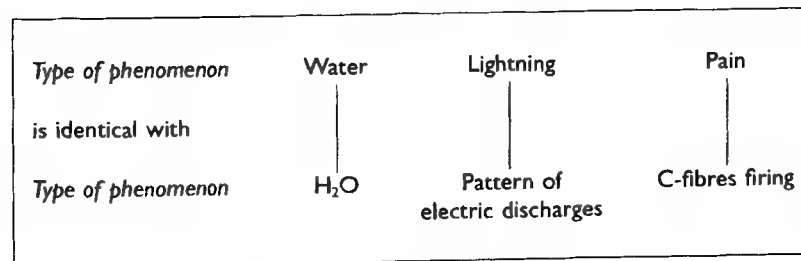 Type of phenomenon Water Lightning Pain
is identical with
Type of phenomenon H₂O Pattern of electric discharges C-fibres firing